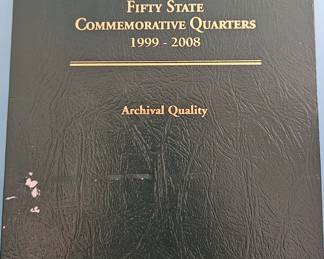 Fifty State
Commemorative Quarters
1999 - 2008
Archival Quality